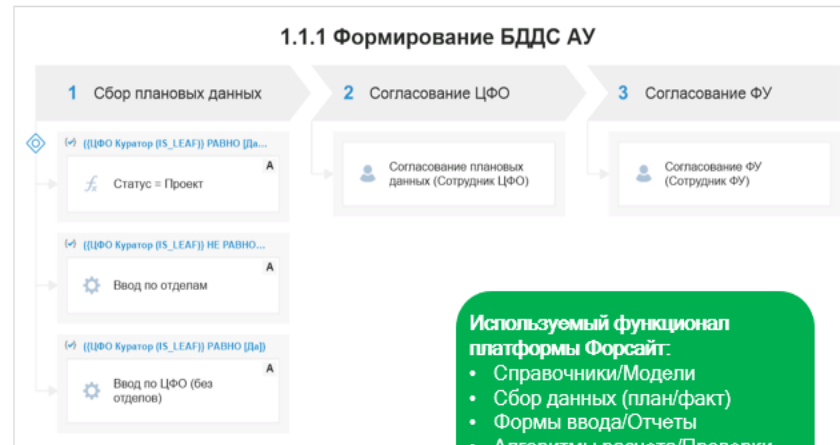 1.1.1 Формирование БДДС АУ
1 Сбор плановых данных
2 Согласование ЦФО
3 Согласование ФУ
{(ЦФО Куратор (IS_LEAF)} РАВНО [Да...
A
Статус = Проект
{(ЦФО Куратор (IS_LEAF)} НЕ РАВНО...
A
Ввод по отделам
{(ЦФО Куратор (IS_LEAF)} РАВНО [Да])
A
Ввод по ЦФО (без
отделов)
Согласование плановых
данных (Сотрудник ЦФО)
Согласование ФУ
(Сотрудник ФУ)
Используемый функционал
платформы Форсайт:
• Справочники/Модели
• Сбор данных (план/факт)
• Формы ввода/Отчеты
• Алгоритмы расчета/Проверки